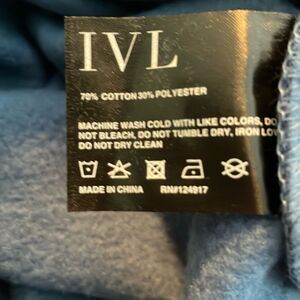 IVL
70% COTTON 30% POLYESTER
MACHINE WASH COLD WITH LIKE COLORS, DO
NOT BLEACH, DO NOT TUMBLE DRY, IRON LOW
DO NOT DRY CLEAN
MADE IN CHINA RN#124917